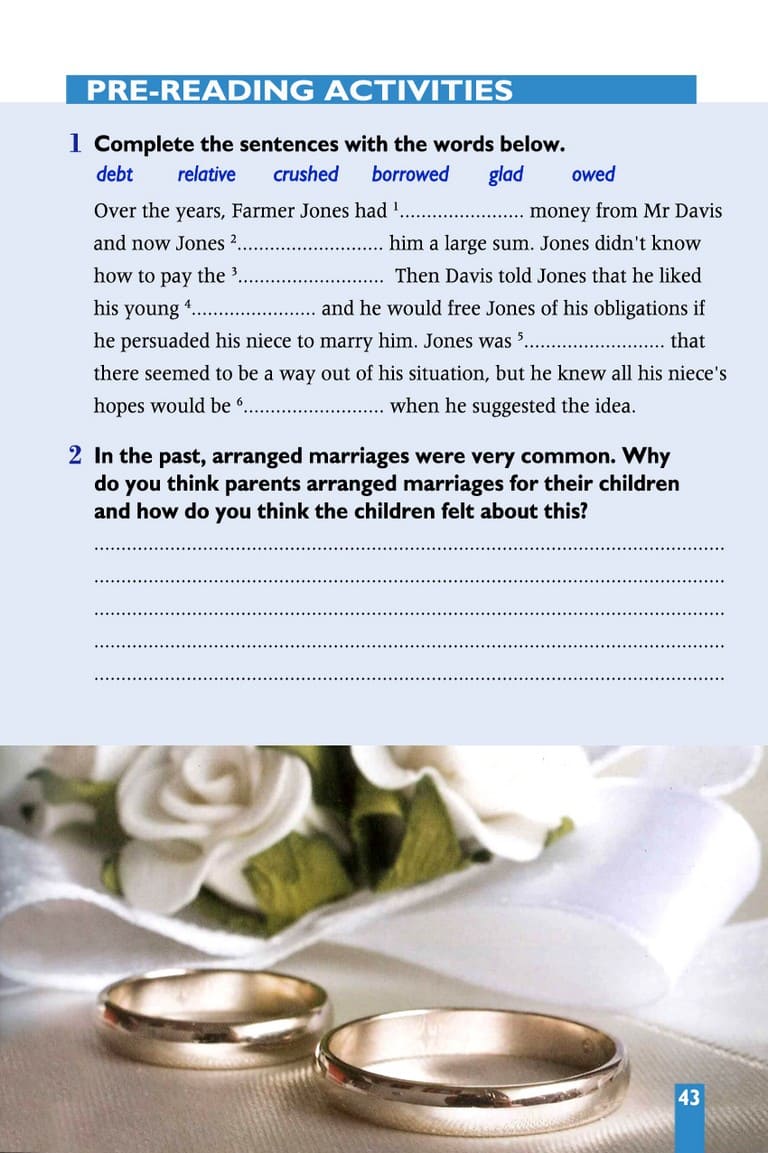 PRE-READING ACTIVITIES
1 Complete the sentences with the words below.
debt relative crushed borrowed glad owed
Over the years, Farmer Jones had ¹....................... money from Mr Davis
and now Jones ²........................... him a large sum. Jones didn't know
how to pay the ³........................... Then Davis told Jones that he liked
his young ⁴....................... and he would free Jones of his obligations if
he persuaded his niece to marry him. Jones was ⁵.......................... that
there seemed to be a way out of his situation, but he knew all his niece's
hopes would be ⁶.......................... when he suggested the idea.
2 In the past, arranged marriages were very common. Why
do you think parents arranged marriages for their children
and how do you think the children felt about this?
43